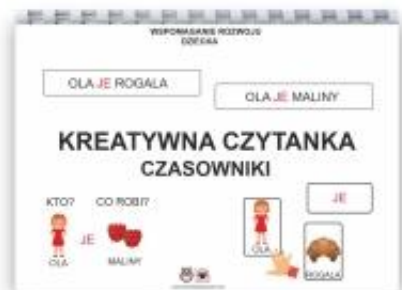 WSPOMAGANIE ROZWOJU
DZIECKA
OLA JE ROGALA
OLA JE MALINY
KREATYWNA CZYTANKA
CZASOWNIKI
KTO? CO ROBI?
JE
OLA
MALINY
JE
OLA
ROGALA